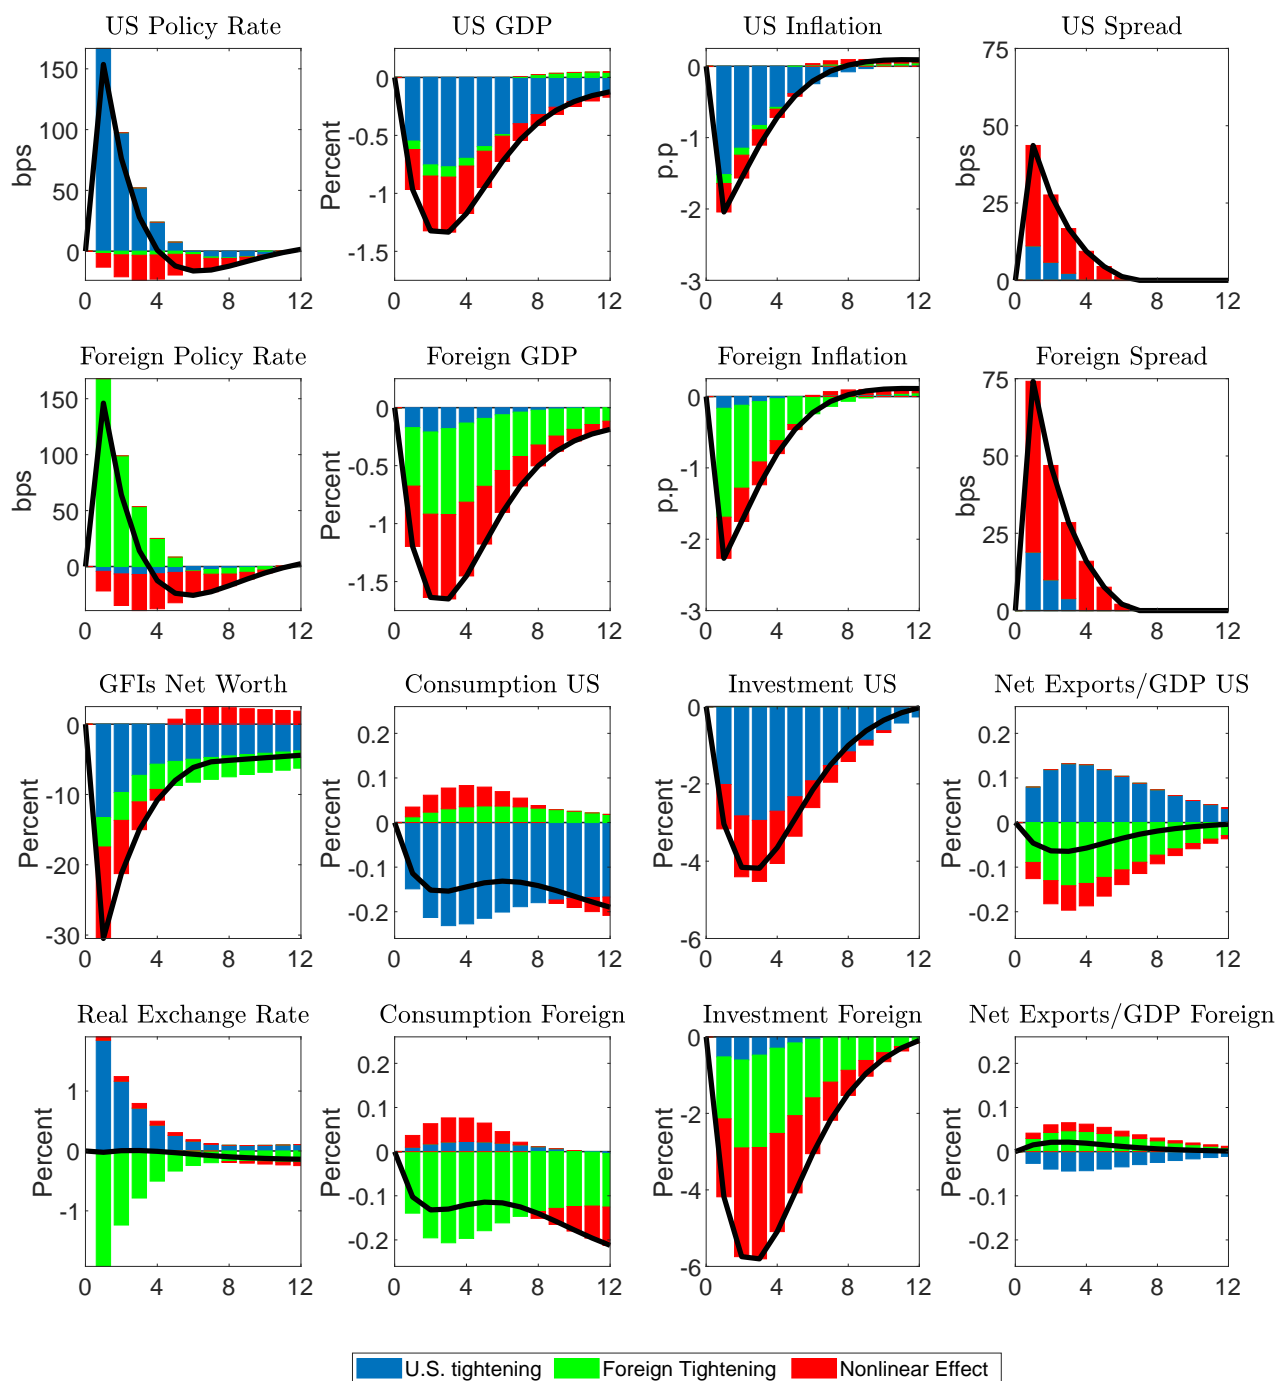 US Policy Rate
bps
150
100
50
0
0 4 8 12
US GDP
Percent
0
-0.5
-1
-1.5
0 4 8 12
US Inflation
p.p
0
-1
-2
-3
0 4 8 12
US Spread
bps
75
50
25
0
0 4 8 12
Foreign Policy Rate
bps
150
100
50
0
0 4 8 12
Foreign GDP
Percent
0
-0.5
-1
-1.5
0 4 8 12
Foreign Inflation
p.p
0
-1
-2
-3
0 4 8 12
Foreign Spread
bps
75
50
25
0
0 4 8 12
GFIs Net Worth
Percent
0
-10
-20
-30
0 4 8 12
Consumption US
Percent
0.2
0.1
0
-0.1
-0.2
0 4 8 12
Investment US
Percent
0
-2
-4
-6
0 4 8 12
Net Exports/GDP US
Percent
0.2
0.1
0
-0.1
-0.2
0 4 8 12
Real Exchange Rate
Percent
1
0
-1
0 4 8 12
Consumption Foreign
Percent
0.2
0.1
0
-0.1
-0.2
0 4 8 12
Investment Foreign
Percent
0
-2
-4
-6
0 4 8 12
Net Exports/GDP Foreign
Percent
0.2
0.1
0
-0.1
-0.2
0 4 8 12
U.S. tightening Foreign Tightening Nonlinear Effect